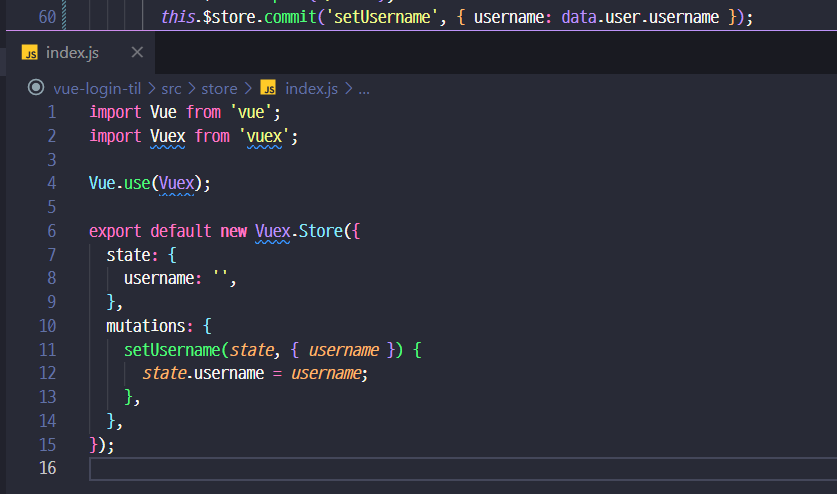 60 this.$store.commit('setUsername', { username: data.user.username });
JS index.js ×
vue-login-til > src > store > JS index.js > ...
1 import Vue from 'vue';
2 import Vuex from 'vuex';
3
4 Vue.use(Vuex);
5
6 export default new Vuex.Store({
7 state: {
8 username: '',
9 },
10 mutations: {
11 setUsername(state, { username }) {
12 state.username = username;
13 },
14 },
15 });
16